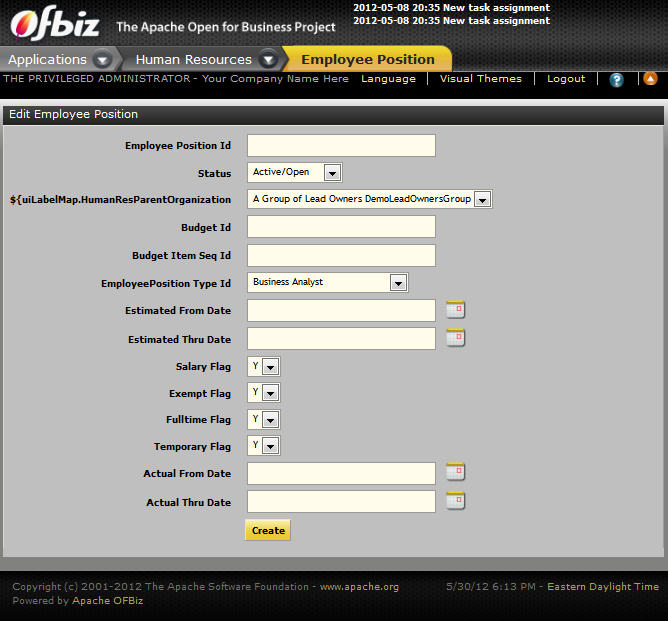 2012-05-08 20:35 New task assignment
2012-05-08 20:35 New task assignment
Ofbiz The Apache Open for Business Project
Applications Human Resources Employee Position
THE PRIVILEGED ADMINISTRATOR - Your Company Name Here Language Visual Themes Logout ?
Edit Employee Position
Employee Position Id
Status Active/Open
${uiLabelMap.HumanResParentOrganization A Group of Lead Owners DemoLeadOwnersGroup
Budget Id
Budget Item Seq Id
EmployeePosition Type Id Business Analyst
Estimated From Date
Estimated Thru Date
Salary Flag Y
Exempt Flag Y
Fulltime Flag Y
Temporary Flag Y
Actual From Date
Actual Thru Date
Create
Copyright (c) 2001-2012 The Apache Software Foundation - www.apache.org 5/30/12 6:13 PM - Eastern Daylight Time
Powered by Apache OFBiz